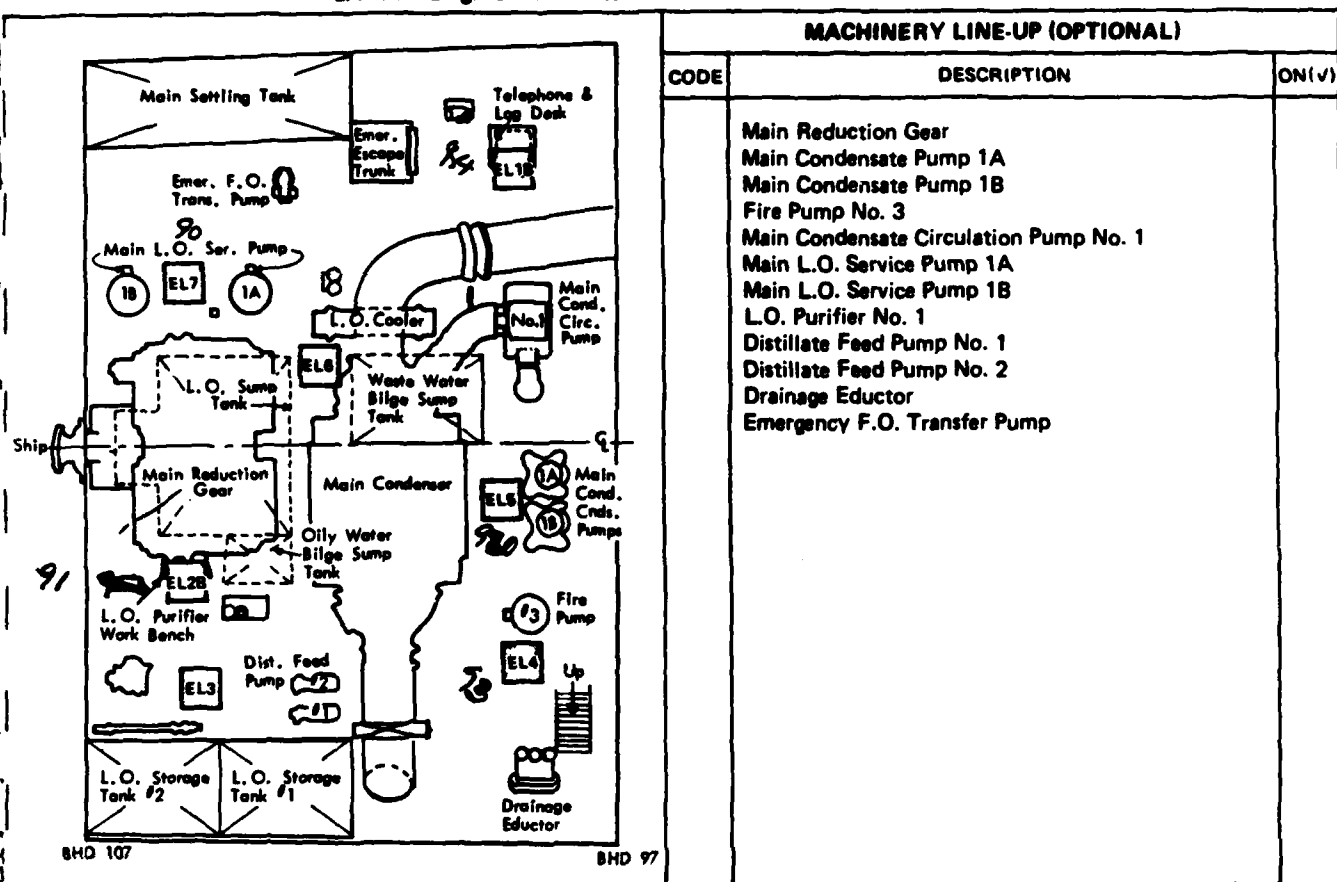 Main Settling Tank
Telephone &
Log Desk
Emer.
Escape
Trunk
EL1B
Emer. F.O.
Trans. Pump
90
Main L.O. Ser. Pump
1B
EL7
1A
L.O. Cooler
No.1
Main
Cond.
Circ.
Pump
EL6
L.O. Sump
Tank
Waste Water
Bilge Sump
Tank
Ship
Main Reduction
Gear
Main Condenser
EL5
1A
1B
Main
Cond.
Cnds.
Pumps
Oily Water
Bilge Sump
Tank
91
EL2B
L.O. Purifier
Work Bench
#3
Fire
Pump
EL3
Dist. Feed
Pump
#2
#1
EL4
Up
L.O. Storage
Tank #2
L.O. Storage
Tank #1
Drainage
Eductor
BHD 107
BHD 97
MACHINERY LINE-UP (OPTIONAL)
CODE DESCRIPTION ON(√)
Main Reduction Gear
Main Condensate Pump 1A
Main Condensate Pump 1B
Fire Pump No. 3
Main Condensate Circulation Pump No. 1
Main L.O. Service Pump 1A
Main L.O. Service Pump 1B
L.O. Purifier No. 1
Distillate Feed Pump No. 1
Distillate Feed Pump No. 2
Drainage Eductor
Emergency F.O. Transfer Pump